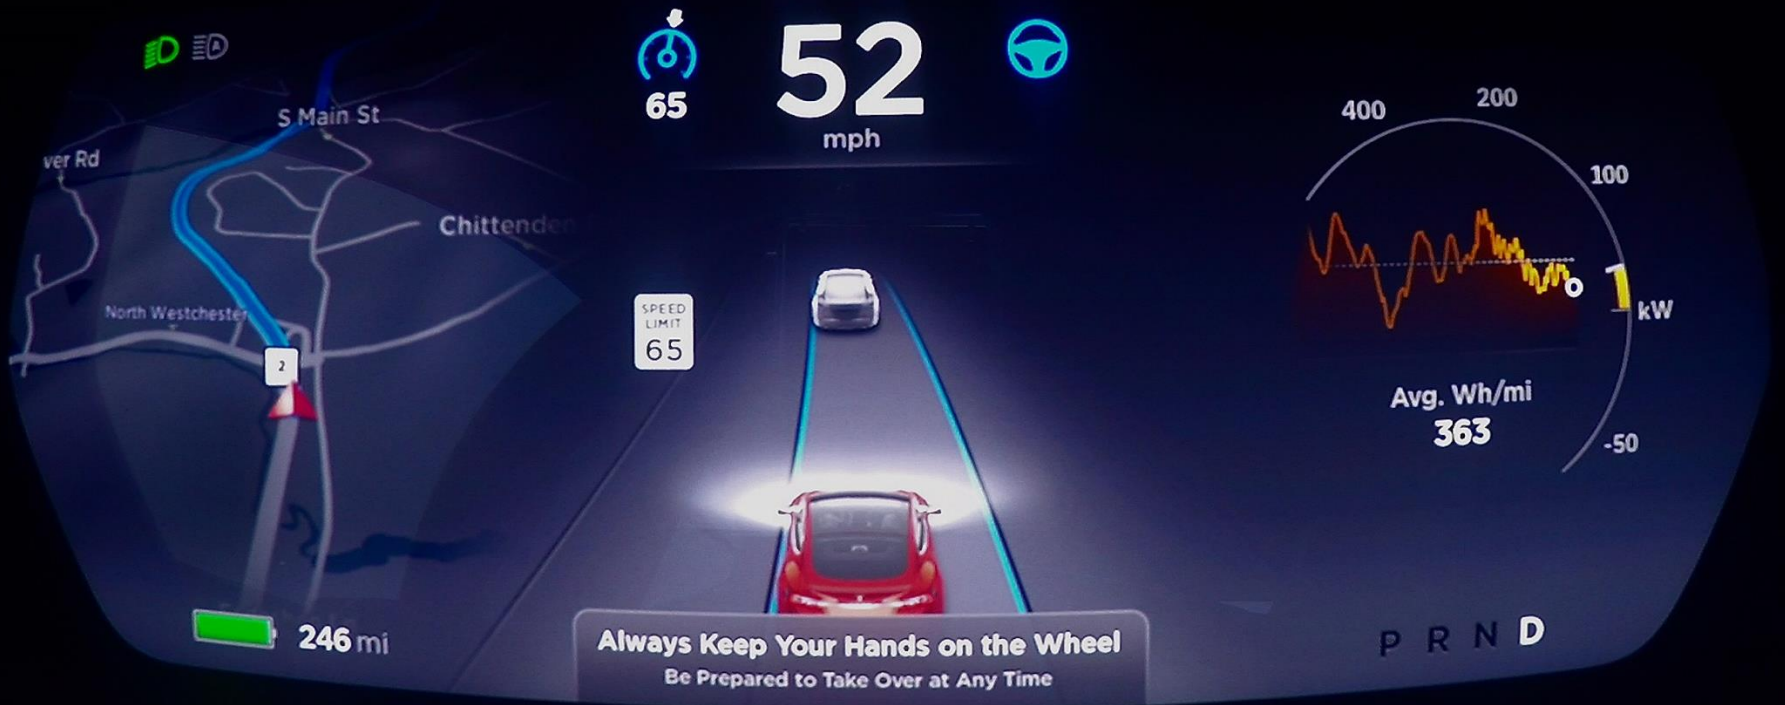 A
S Main St
ver Rd
Chittenden
North Westchester
2
246 mi
65
52
mph
SPEED
LIMIT
65
Always Keep Your Hands on the Wheel
Be Prepared to Take Over at Any Time
400
200
100
1
kW
-50
Avg. Wh/mi
363
P R N D